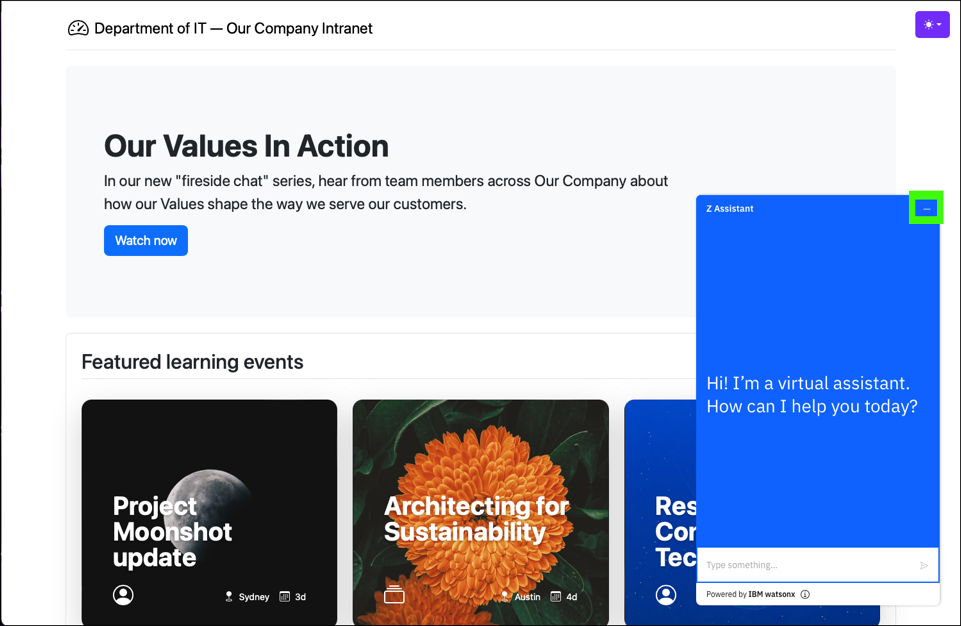 Department of IT — Our Company Intranet
Our Values In Action
In our new "fireside chat" series, hear from team members across Our Company about
how our Values shape the way we serve our customers.
Watch now
Featured learning events
Project
Moonshot
update
Sydney
3d
Architecting for
Sustainability
Austin
4d
Res
Con
Tec
Z Assistant
Hi! I’m a virtual assistant.
How can I help you today?
Type something...
Powered by IBM watsonx